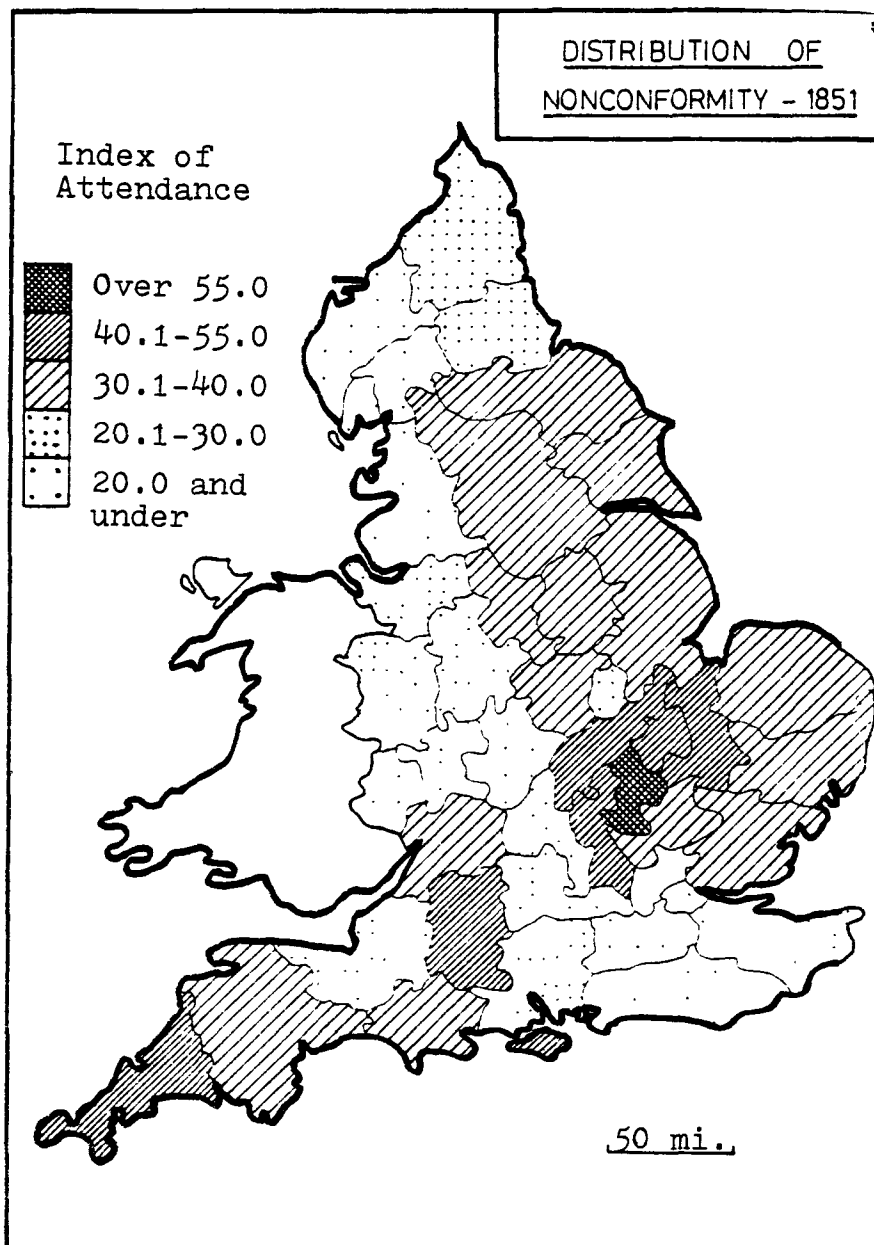 DISTRIBUTION OF
NONCONFORMITY - 1851
Index of
Attendance
Over 55.0
40.1-55.0
30.1-40.0
20.1-30.0
20.0 and
under
50 mi.